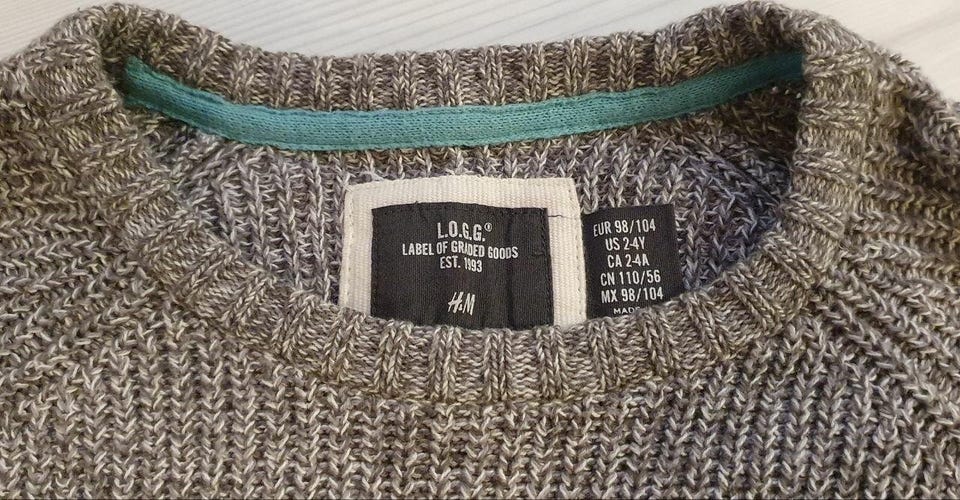 L.O.G.G.®
LABEL OF GRADED GOODS
EST. 1993
H&M
EUR 98/104
US 2-4Y
CA 2-4A
CN 110/56
MX 98/104
MADE